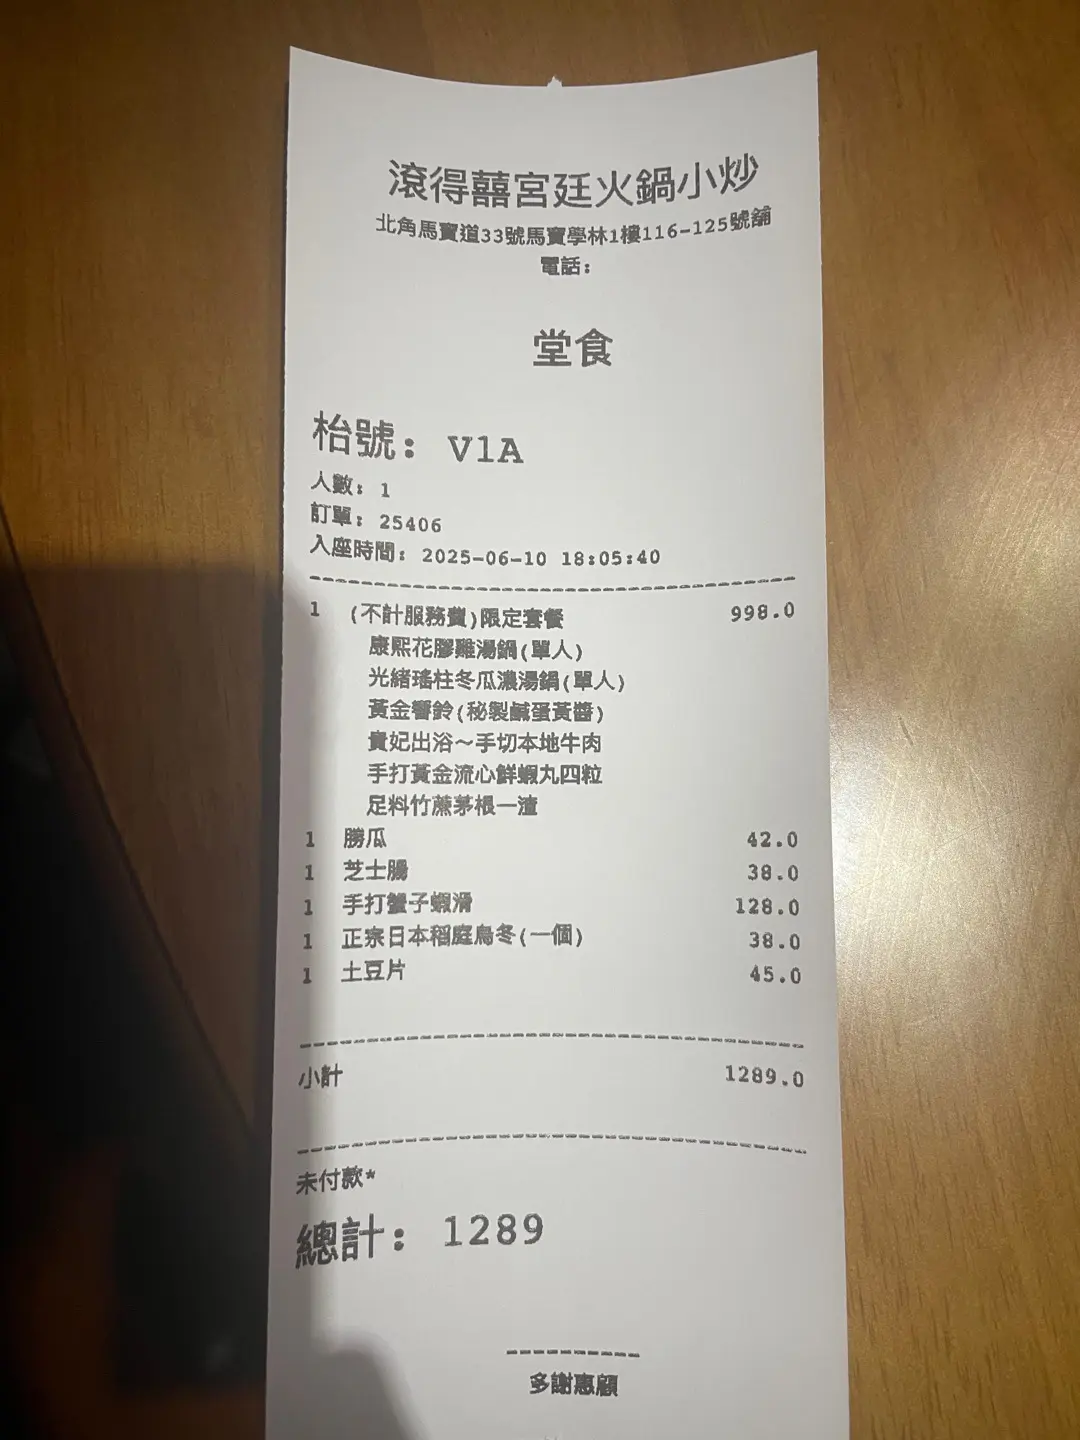 滾得囍宮廷火鍋小炒
北角馬寶道33號馬寶學林1樓116-125號舖
電話:
堂食
枱號: V1A
人數: 1
訂單: 25406
入座時間: 2025-06-10 18:05:40
1 (不計服務費)限定套餐 998.0
康熙花膠雞湯鍋(單人)
光緒瑤柱冬瓜濃湯鍋(單人)
黃金響鈴(秘製鹹蛋黃醬)
貴妃出浴～手切本地牛肉
手打黃金流心鮮蝦丸四粒
足料竹蔗茅根一渣
1 勝瓜 42.0
1 芝士腸 38.0
1 手打蟹子蝦滑 128.0
1 正宗日本稻庭烏冬(一個) 38.0
1 土豆片 45.0
小計 1289.0
未付款*
總計: 1289
多謝惠顧